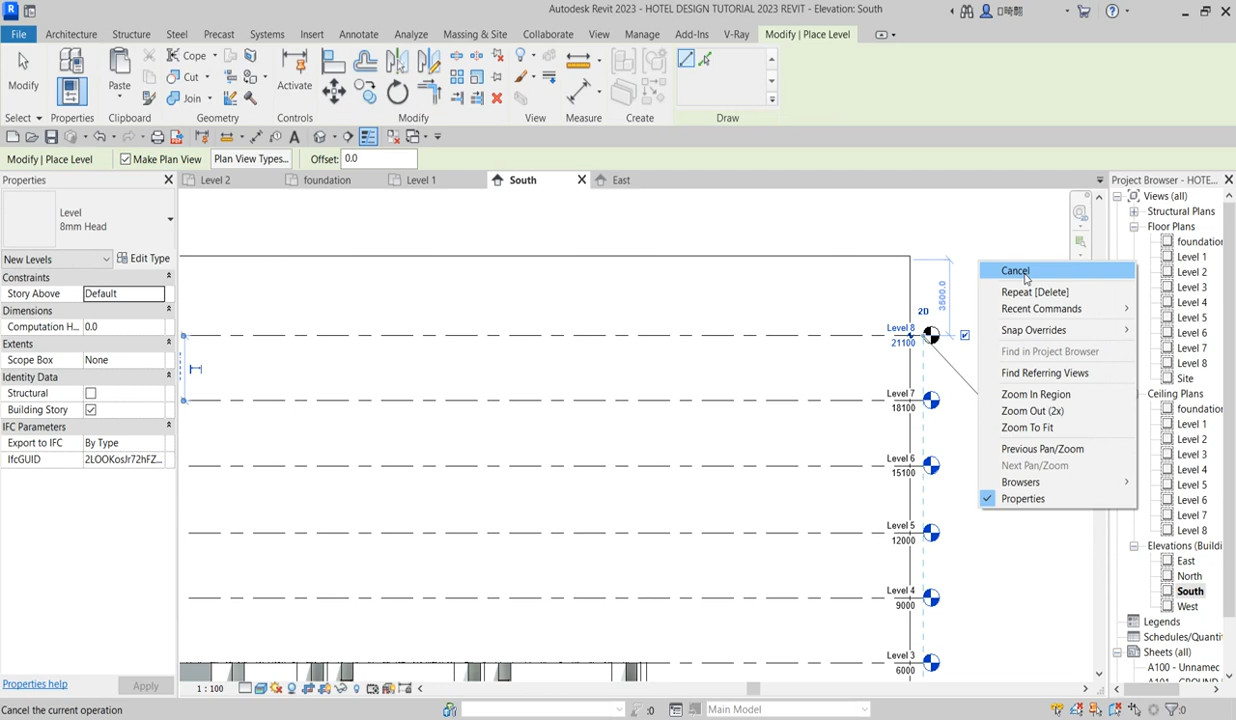 Autodesk Revit 2023 - HOTEL DESIGN TUTORIAL 2023 REVIT - Elevation: South
File Architecture Structure Steel Precast Systems Insert Annotate Analyze Massing & Site Collaborate View Manage Add-Ins V-Ray Modify | Place Level
Modify Paste Cope Cut Join Activate
Select Properties Clipboard Geometry Controls Modify View Measure Create Draw
Modify | Place Level Make Plan View Plan View Types... Offset: 0.0
Properties
Level 2 foundation Level 1 South East
Project Browser - HOTE...
Level
8mm Head
New Levels Edit Type
Constraints
Story Above Default
Dimensions
Computation H... 0.0
Extents
Scope Box None
Identity Data
Structural
Building Story
IFC Parameters
Export to IFC By Type
IfcGUID 2LOOKosJr72hFZ...
Properties help Apply
3500.0
2D
Level 8
21100
Level 7
18100
Level 6
15100
Level 5
12000
Level 4
9000
Level 3
6000
Cancel
Repeat [Delete]
Recent Commands
Snap Overrides
Find in Project Browser
Find Referring Views
Zoom In Region
Zoom Out (2x)
Zoom To Fit
Previous Pan/Zoom
Next Pan/Zoom
Browsers
Properties
Views (all)
Structural Plans
Floor Plans
foundation
Level 1
Level 2
Level 3
Level 4
Level 5
Level 6
Level 7
Level 8
Site
Ceiling Plans
foundation
Level 1
Level 2
Level 3
Level 4
Level 5
Level 6
Level 7
Level 8
Elevations (Buildi
East
North
South
West
Legends
Schedules/Quanti
Sheets (all)
A100 - Unnamec
1 : 100
Cancel the current operation
:0 Main Model :0